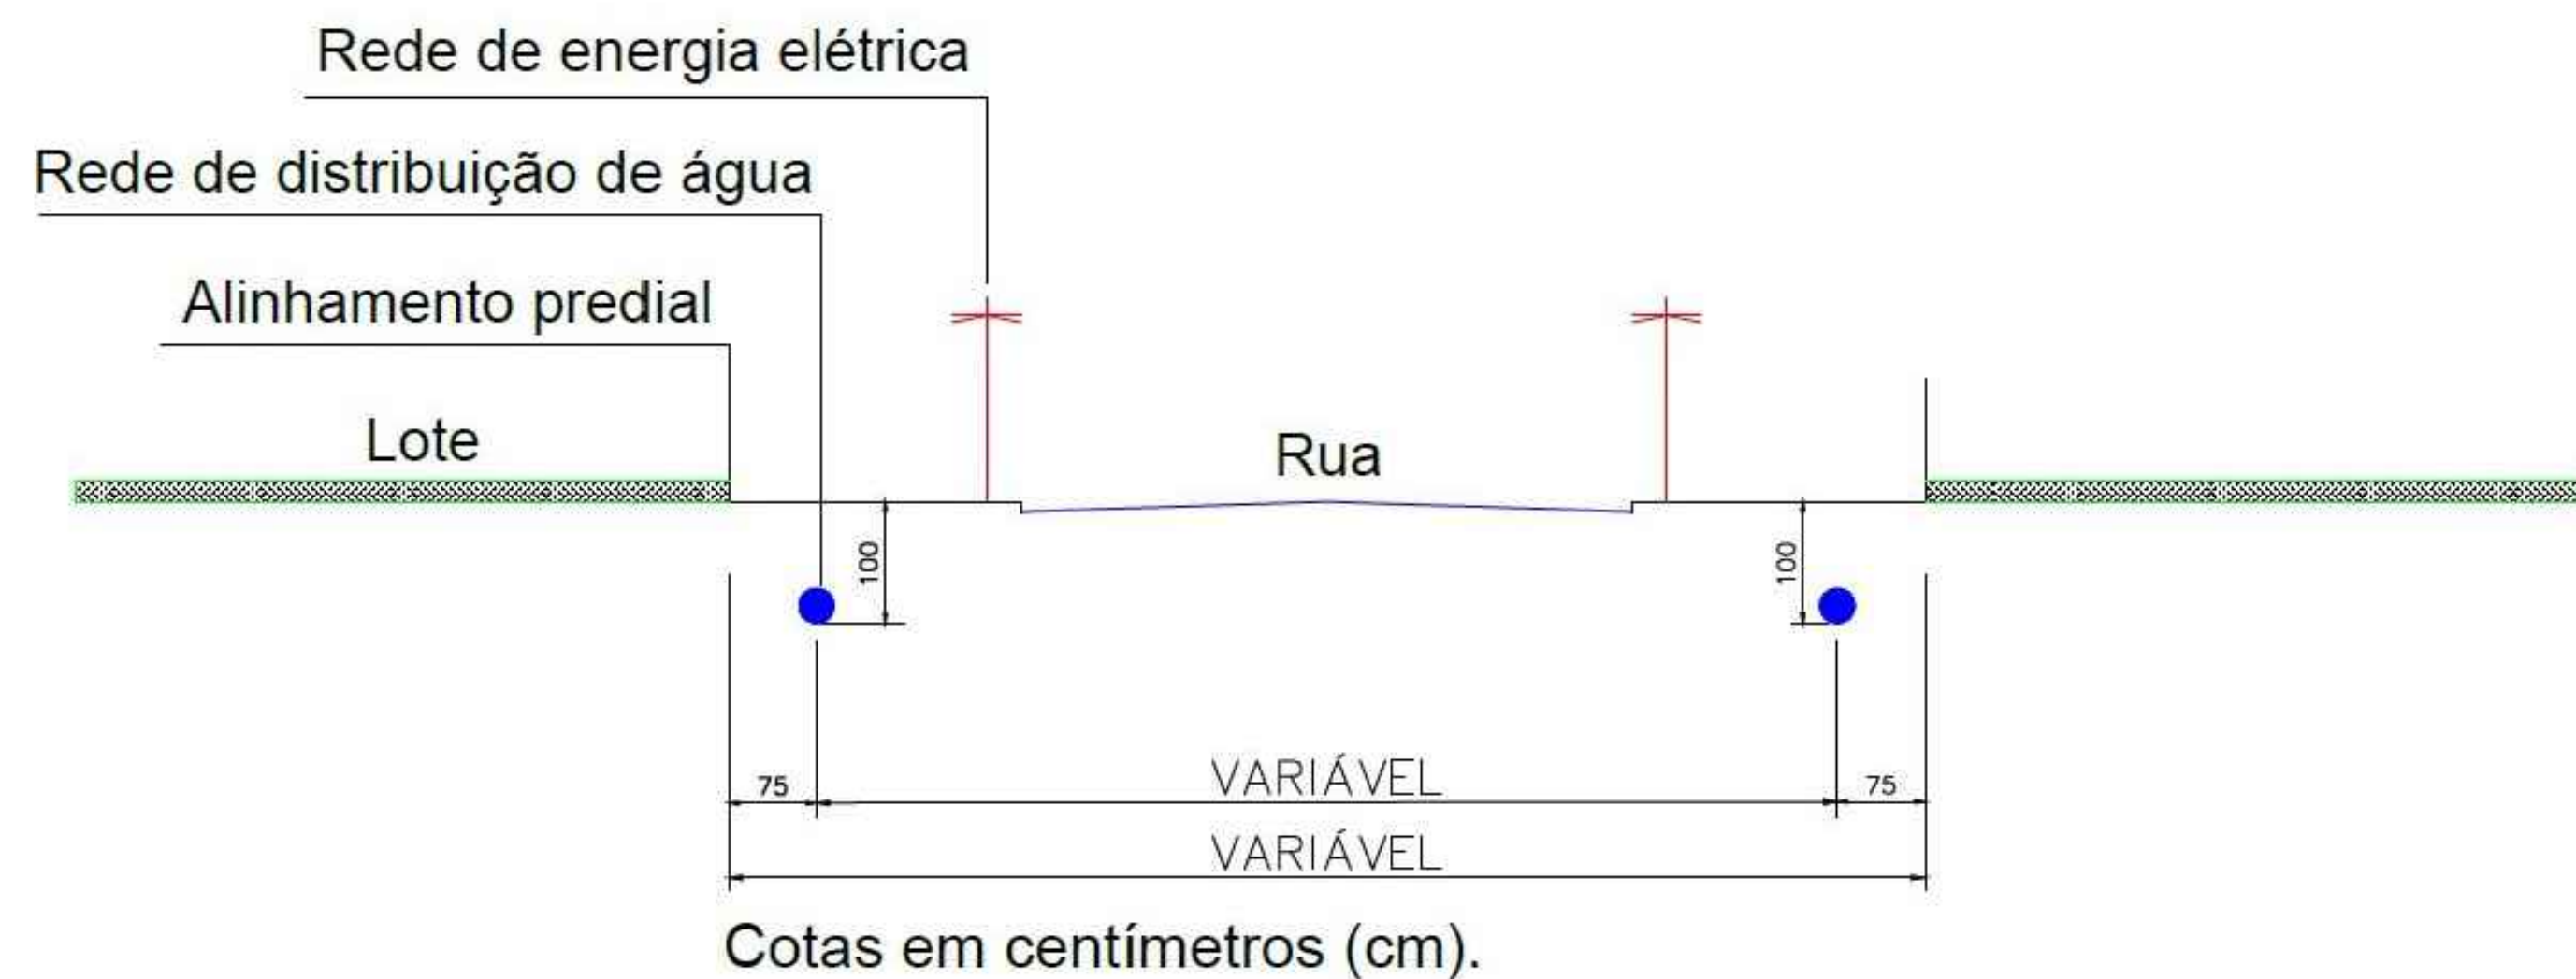 Rede de energia elétrica
Rede de distribuição de água
Alinhamento predial
Lote
Rua
100
100
75
VARIÁVEL
75
VARIÁVEL
Cotas em centímetros (cm).